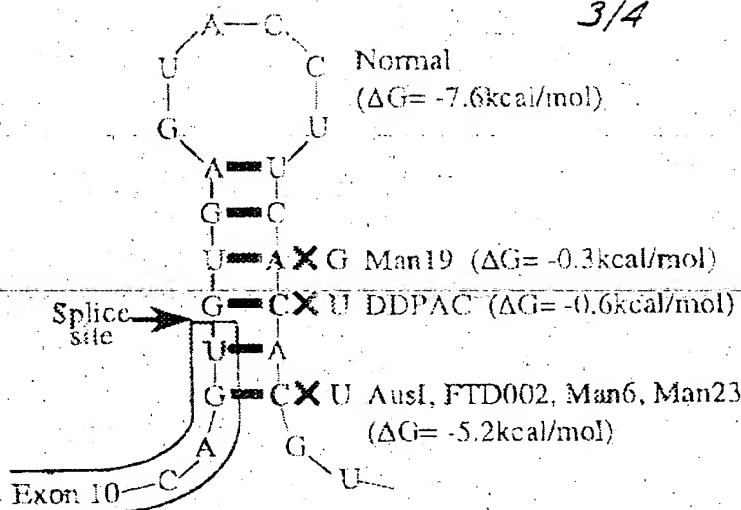 3/4
A C
U C
G U
Normal
(ΔG= -7.6kcal/mol)
A U
G C
U A G Man19 (ΔG= -0.3kcal/mol)
G C U DDPAC (ΔG= -0.6kcal/mol)
Splice
site
U A
G C U AusI, FTD002, Man6, Man23
(ΔG= -5.2kcal/mol)
A G
Exon 10 C U